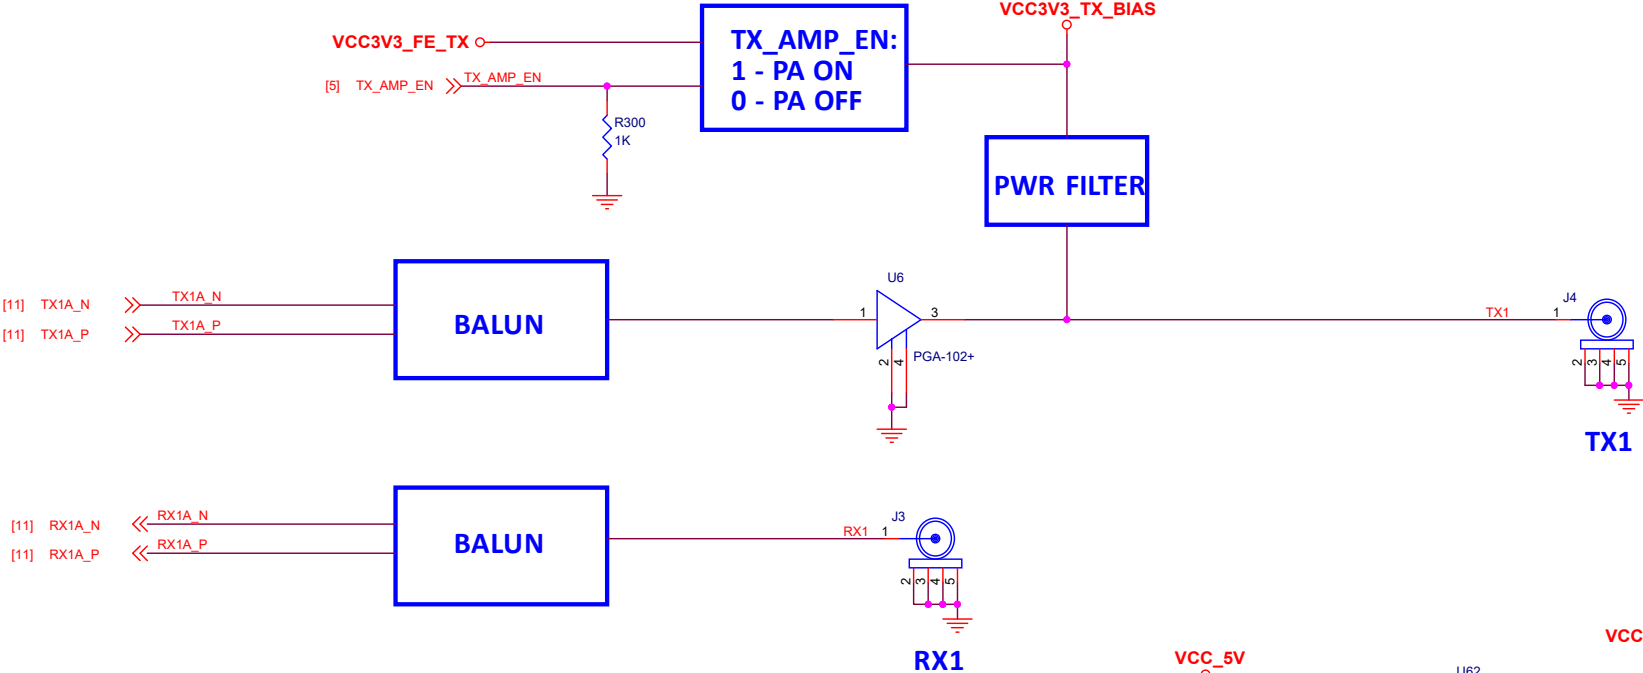 VCC3V3_TX_BIAS
VCC3V3_FE_TX
TX_AMP_EN:
1 - PA ON
0 - PA OFF
[5] TX_AMP_EN TX_AMP_EN
R300
1K
PWR FILTER
U6
[11] TX1A_N TX1A_N
[11] TX1A_P TX1A_P
BALUN
1 3
2 4
PGA-102+
TX1 1
J4
2 3 4 5
TX1
[11] RX1A_N RX1A_N
[11] RX1A_P RX1A_P
BALUN
RX1 1
J3
2 3 4 5
RX1
VCC_5V
VCC
U62